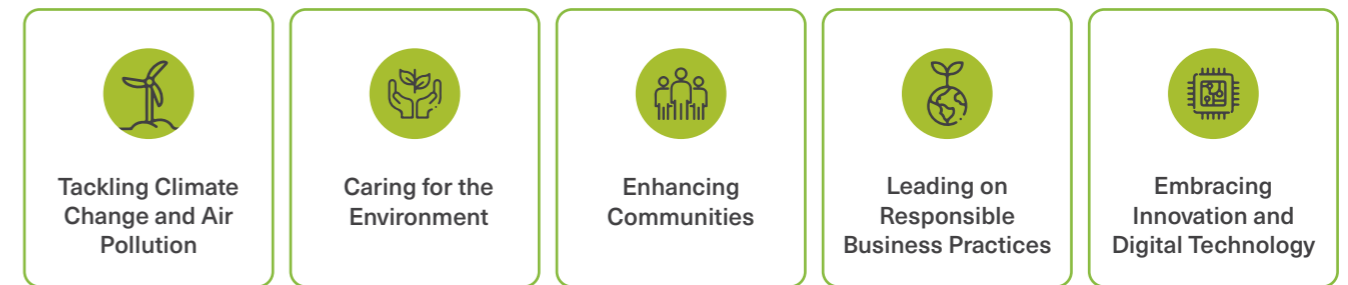 Tackling Climate
Change and Air
Pollution
Caring for the
Environment
Enhancing
Communities
Leading on
Responsible
Business Practices
Embracing
Innovation and
Digital Technology